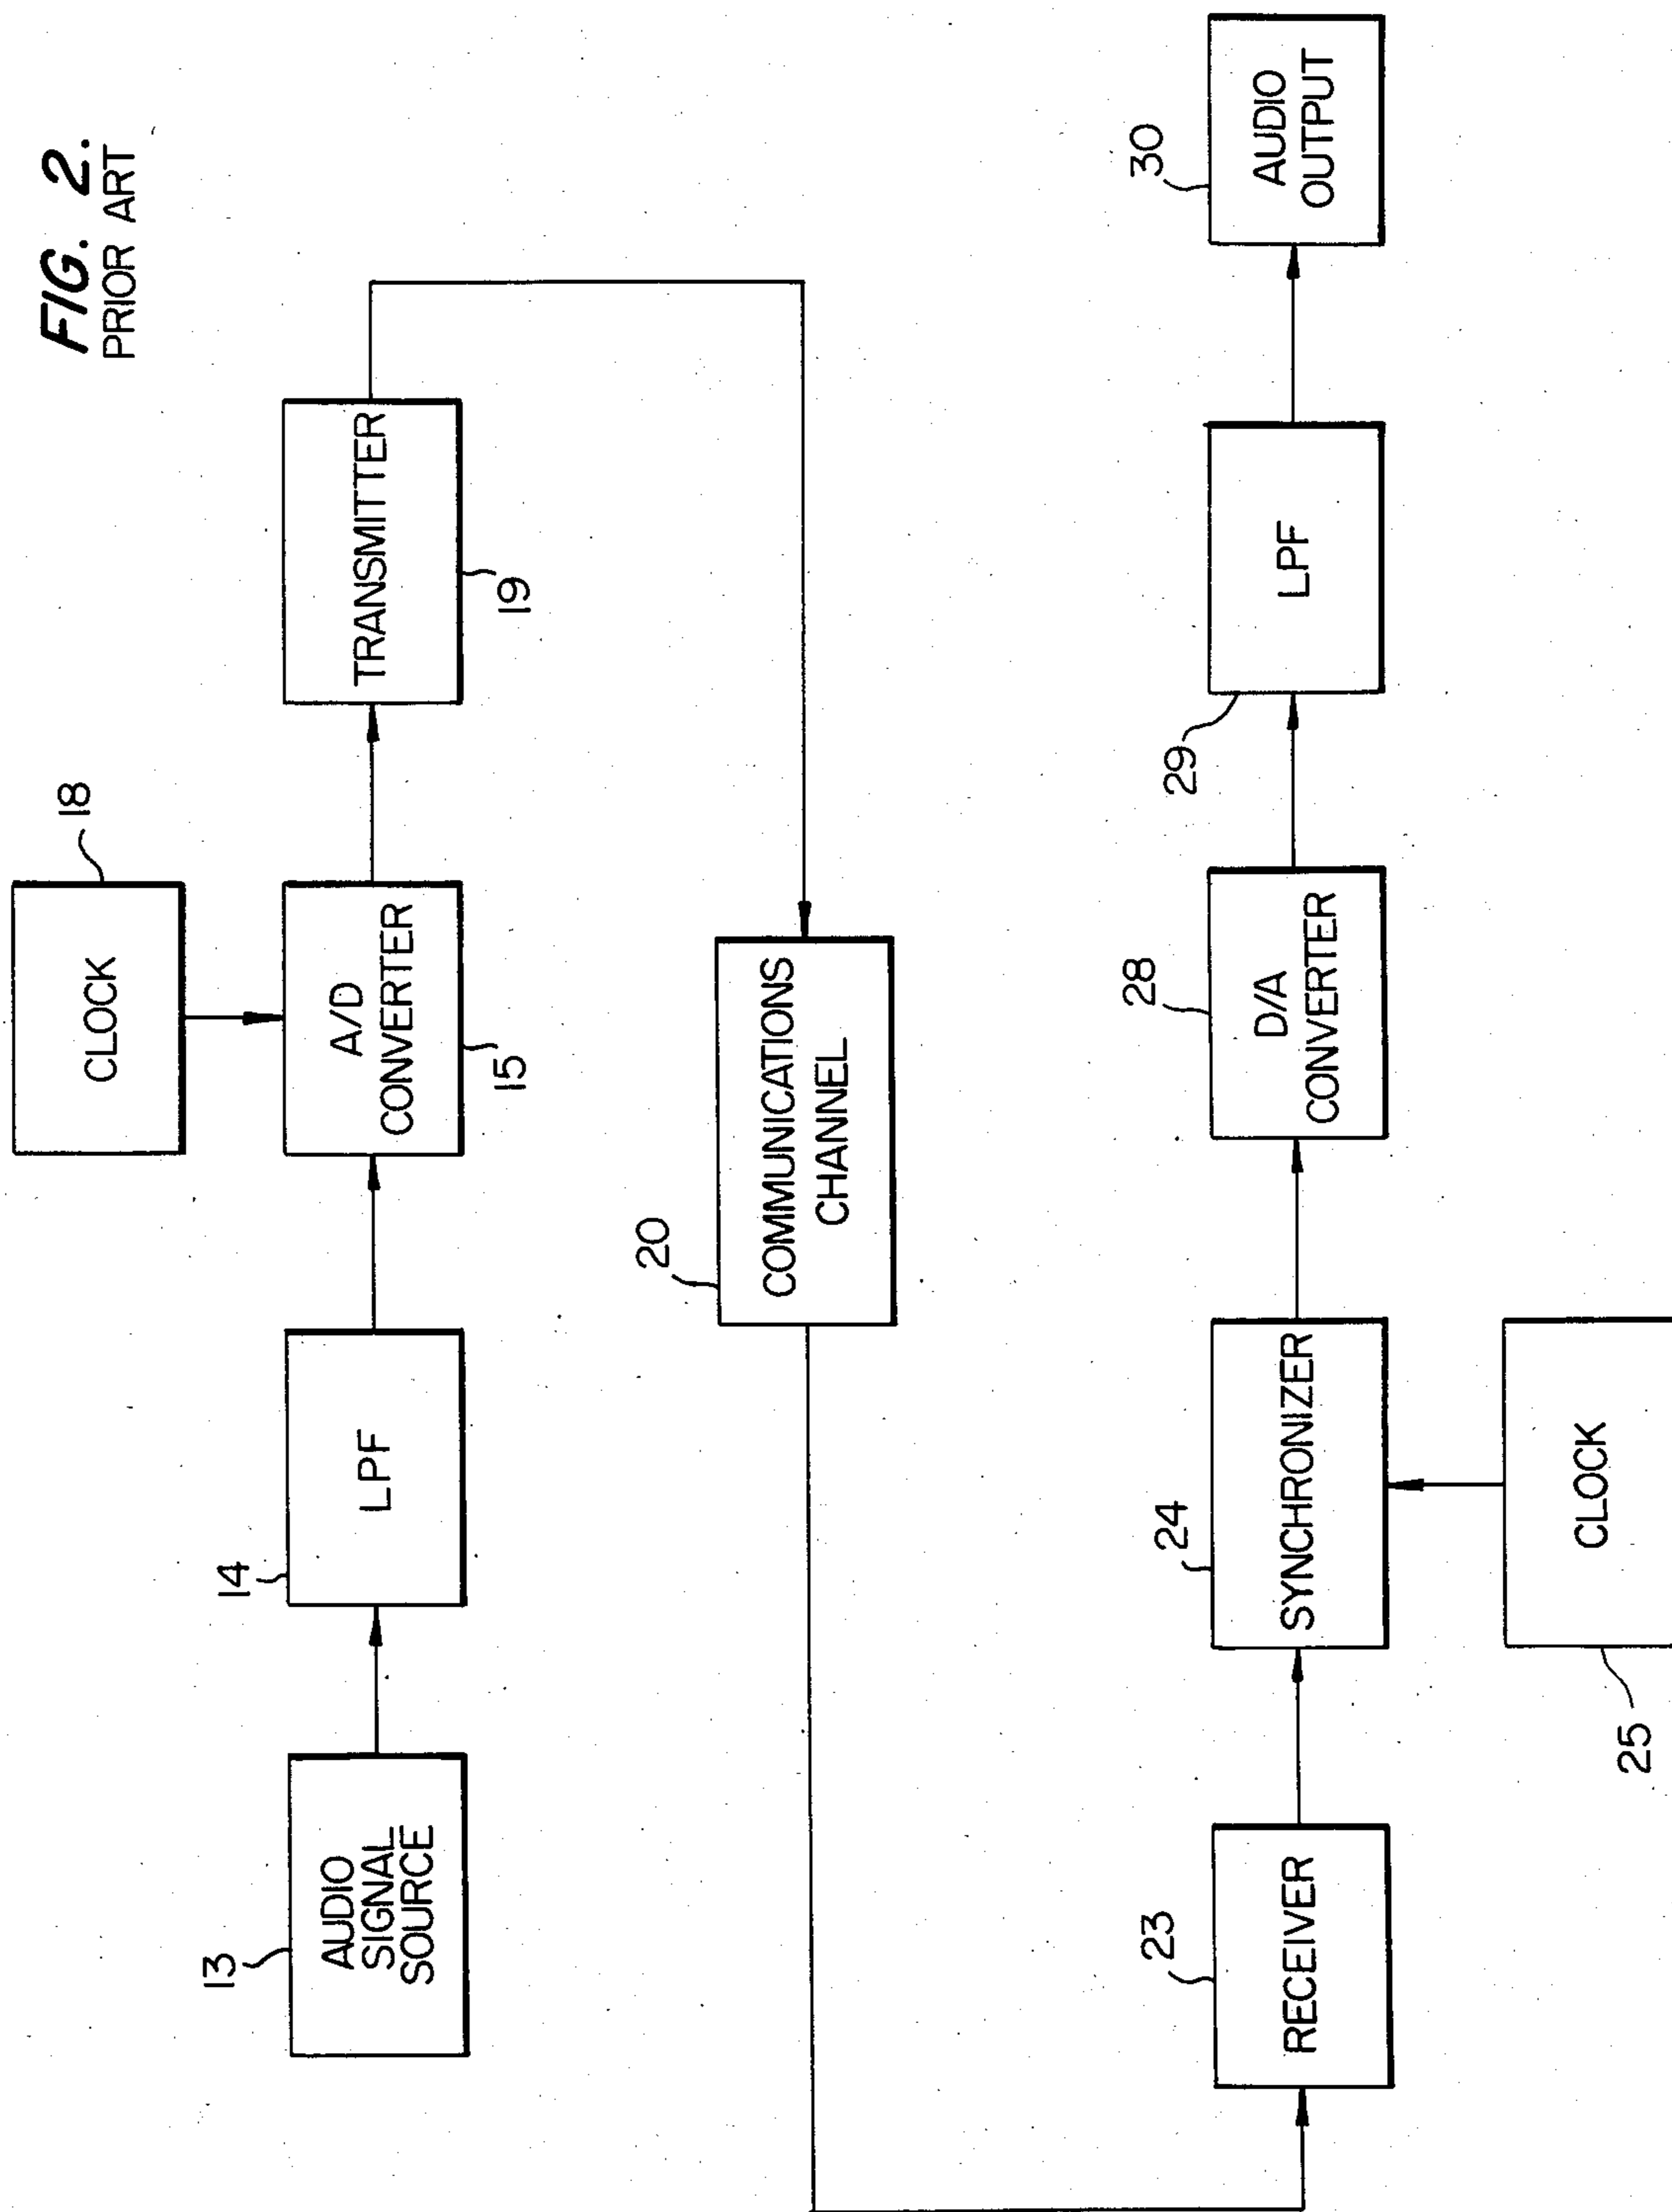 FIG. 2.
PRIOR ART
CLOCK
18
13
AUDIO
SIGNAL
SOURCE
14
LPF
A/D
CONVERTER
15
TRANSMITTER
19
20
COMMUNICATIONS
CHANNEL
23
RECEIVER
24
SYNCHRONIZER
28
D/A
CONVERTER
29
LPF
30
AUDIO
OUTPUT
25
CLOCK